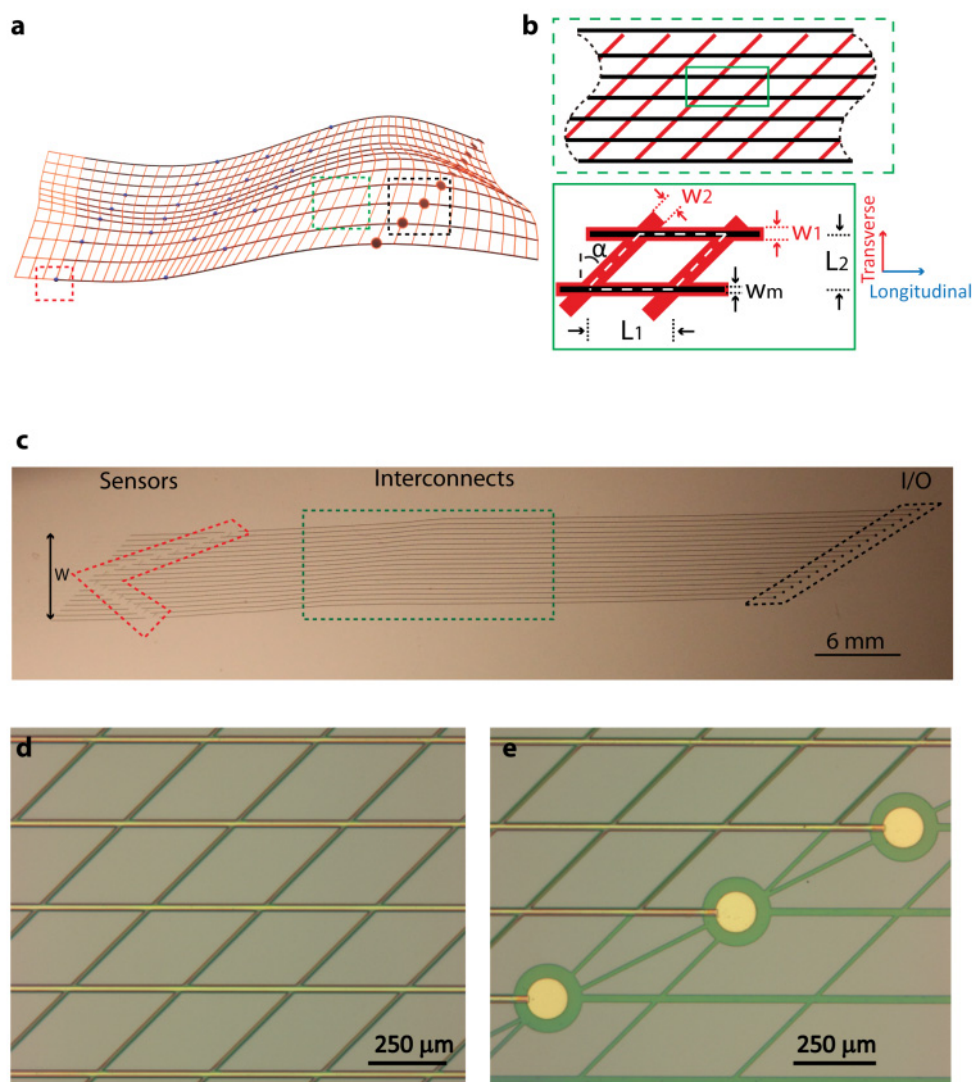 a
b
W2
W1
α
L2
Wm
L1
Transverse
Longitudinal
c
Sensors
Interconnects
I/O
W
6 mm
d
250 μm
e
250 μm